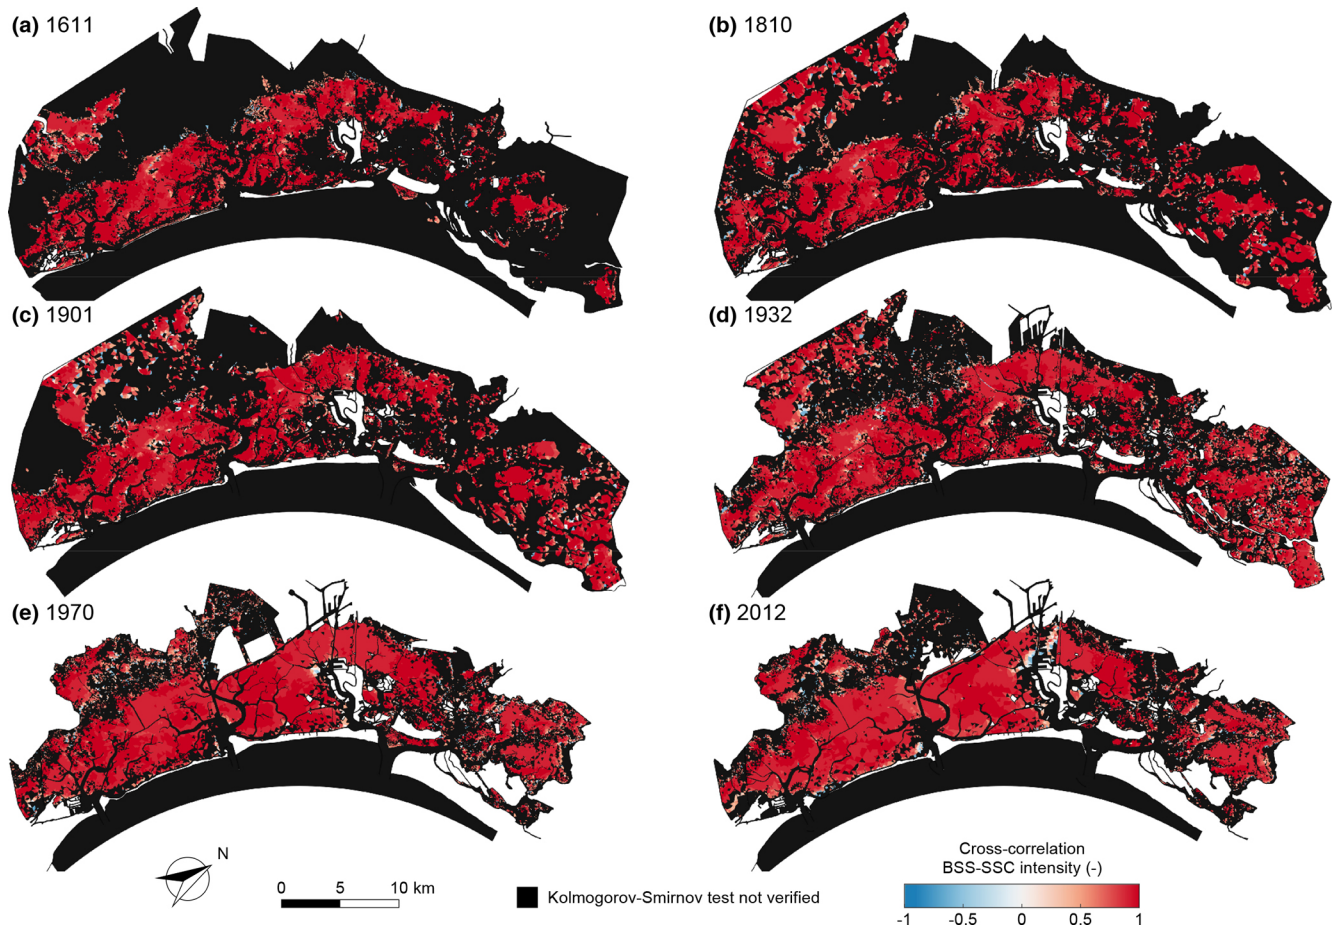 (a) 1611
(b) 1810
(c) 1901
(d) 1932
(e) 1970
(f) 2012
N
0 5 10 km
Kolmogorov-Smirnov test not verified
Cross-correlation
BSS-SSC intensity (-)
-1 -0.5 0 0.5 1